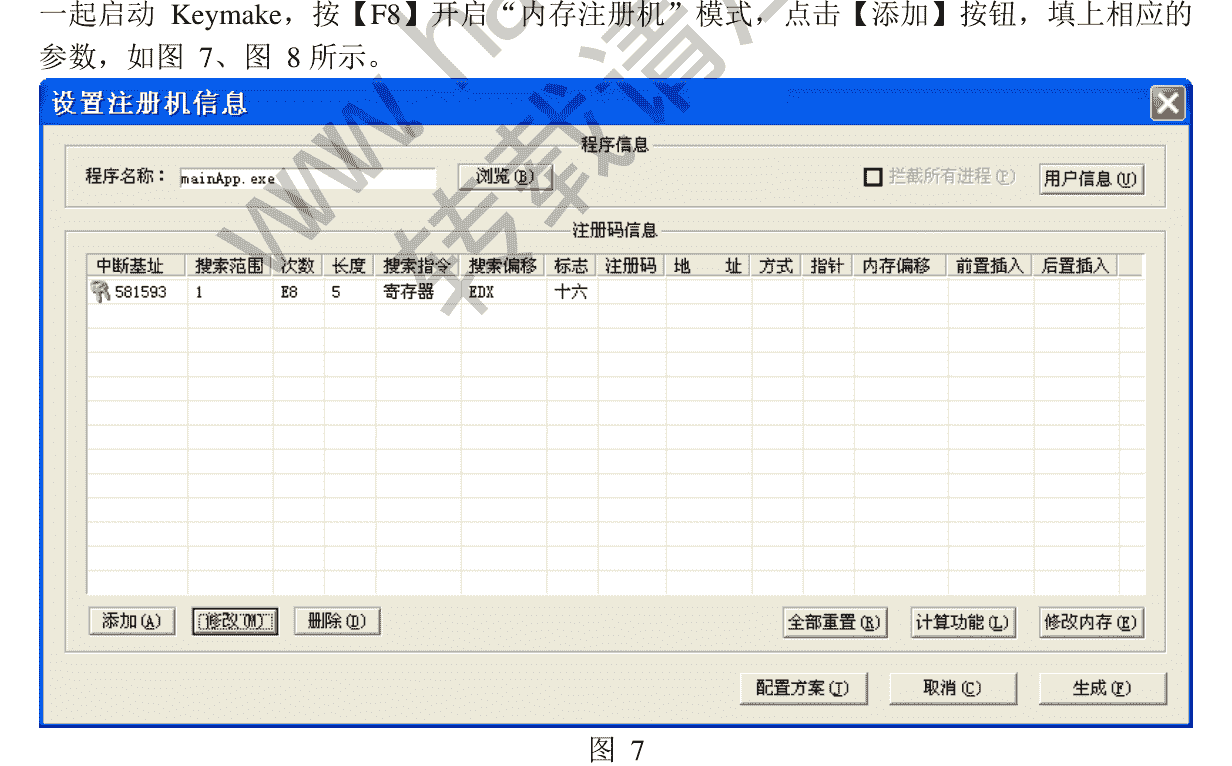 一起启动 Keymake，按【F8】开启“内存注册机”模式，点击【添加】按钮，填上相应的
参数，如图 7、图 8 所示。
设置注册机信息
程序信息
程序名称： mainApp.exe 浏览(B) 拦截所有进程(P) 用户信息(U)
注册码信息
中断基址 搜索范围 次数 长度 搜索指令 搜索偏移 标志 注册码 地 址 方式 指针 内存偏移 前置插入 后置插入
581593 1 E8 5 寄存器 EDX 十六
添加(A) 修改(M) 删除(D) 全部重置(R) 计算功能(L) 修改内存(E)
配置方案(T) 取消(C) 生成(F)
图 7
www.h
转载请